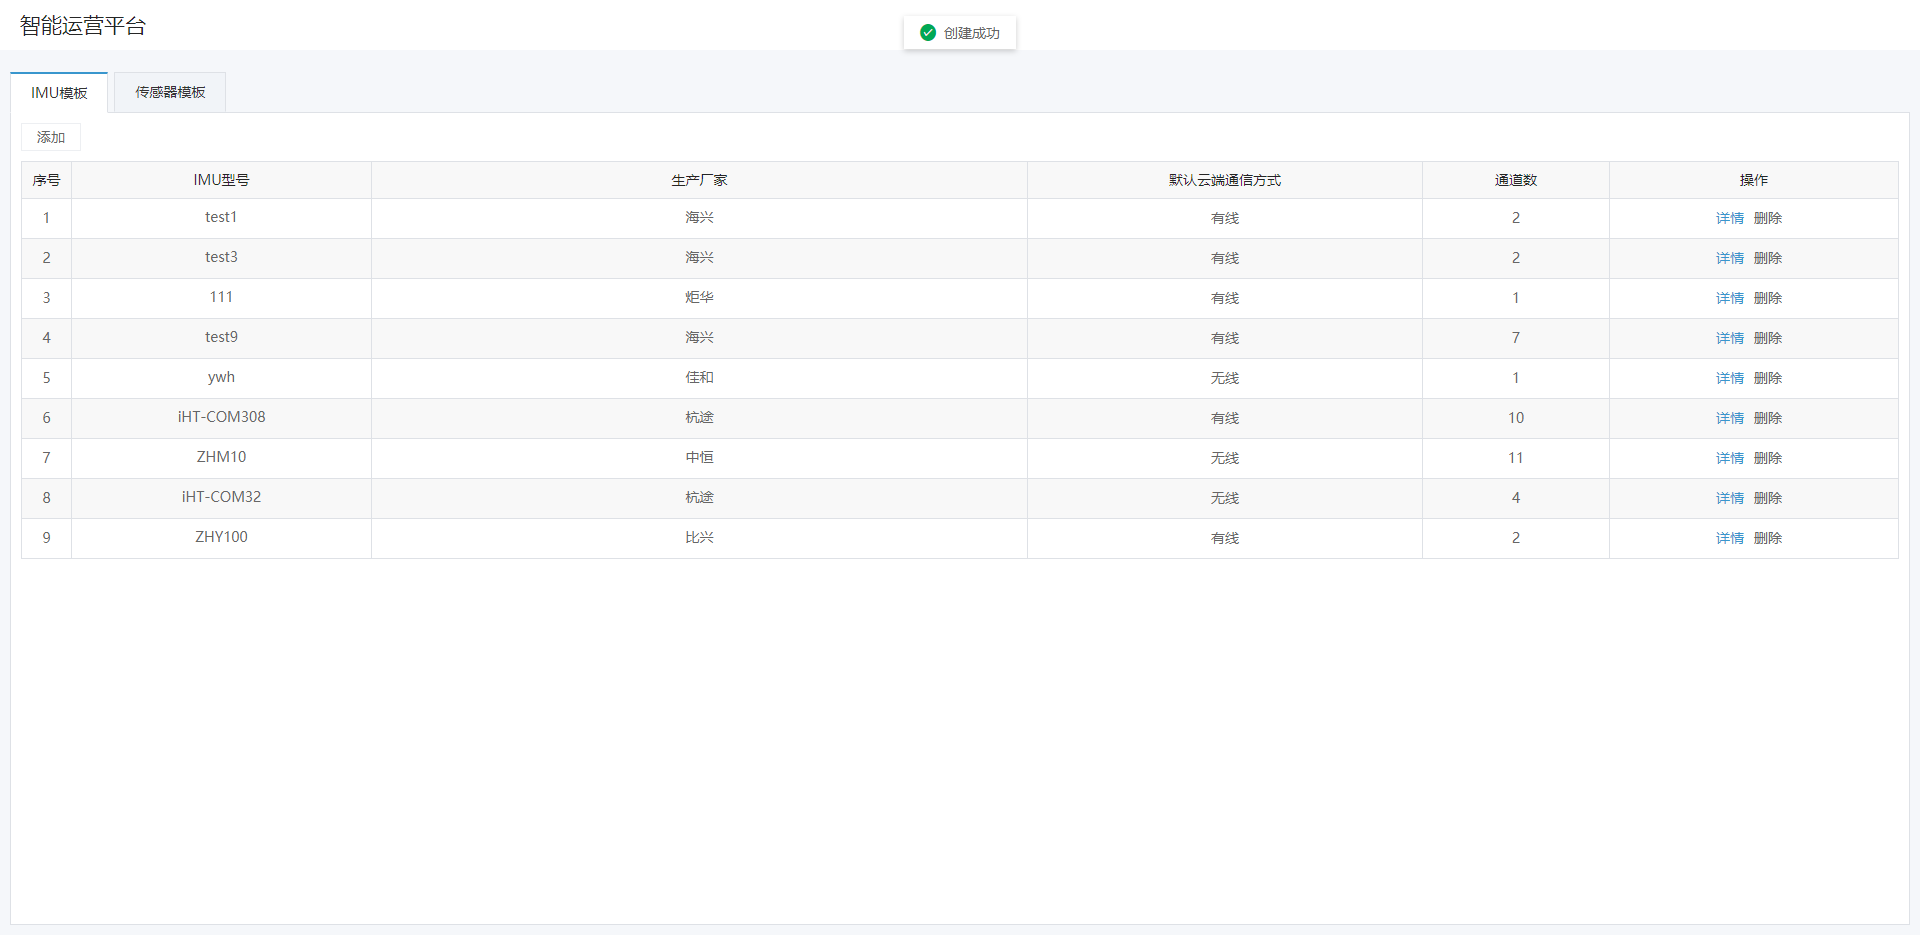 智能运营平台
创建成功
IMU模板 传感器模板
添加
序号 IMU型号 生产厂家 默认云端通信方式 通道数 操作
1 test1 海兴 有线 2 详情 删除
2 test3 海兴 有线 2 详情 删除
3 111 炬华 有线 1 详情 删除
4 test9 海兴 有线 7 详情 删除
5 ywh 佳和 无线 1 详情 删除
6 iHT-COM308 杭途 有线 10 详情 删除
7 ZHM10 中恒 无线 11 详情 删除
8 iHT-COM32 杭途 无线 4 详情 删除
9 ZHY100 比兴 有线 2 详情 删除